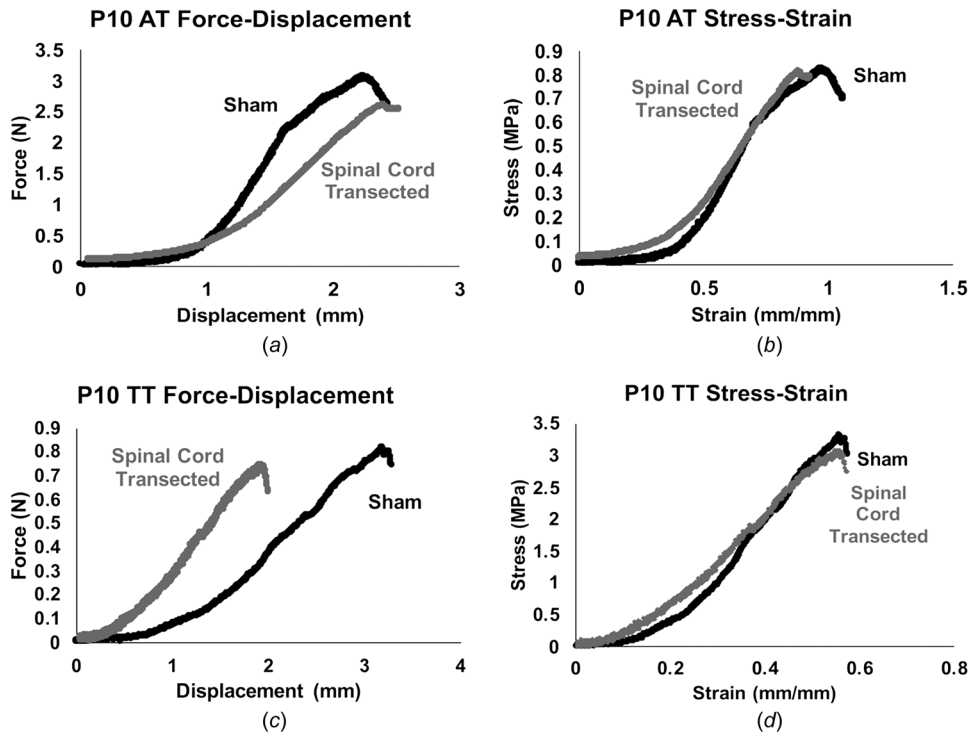 P10 AT Force-Displacement
3.5
3
2.5
2
1.5
1
0.5
0
Force (N)
Sham
Spinal Cord
Transected
0 1 2 3
Displacement (mm)
(a)
P10 AT Stress-Strain
0.9
0.8
0.7
0.6
0.5
0.4
0.3
0.2
0.1
0
Stress (MPa)
Spinal Cord
Transected
Sham
0 0.5 1 1.5
Strain (mm/mm)
(b)
P10 TT Force-Displacement
0.9
0.8
0.7
0.6
0.5
0.4
0.3
0.2
0.1
0
Force (N)
Spinal Cord
Transected
Sham
0 1 2 3 4
Displacement (mm)
(c)
P10 TT Stress-Strain
3.5
3
2.5
2
1.5
1
0.5
0
Stress (MPa)
Sham
Spinal
Cord
Transected
0 0.2 0.4 0.6 0.8
Strain (mm/mm)
(d)